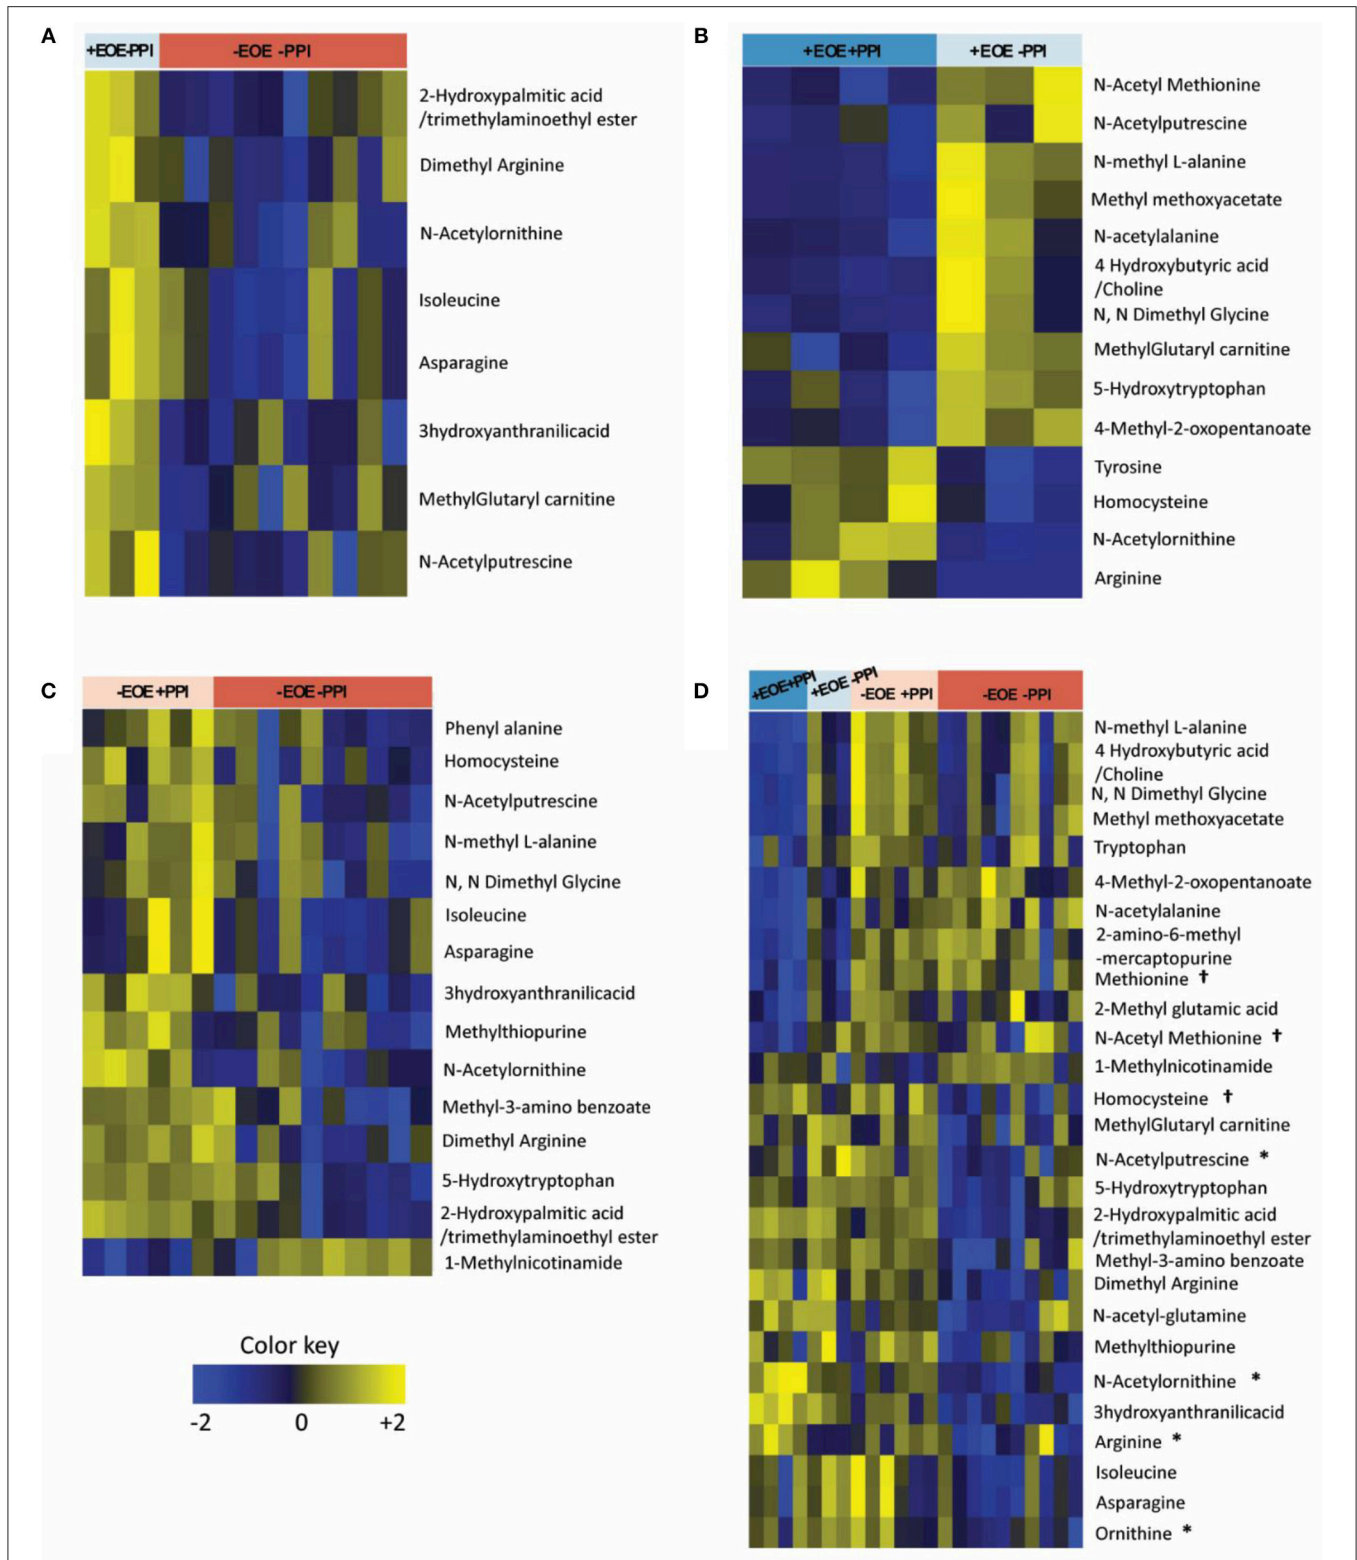 A
+EOE-PPI
-EOE -PPI
2-Hydroxypalmitic acid
/trimethylaminoethyl ester
Dimethyl Arginine
N-Acetylornithine
Isoleucine
Asparagine
3hydroxyanthranilicacid
MethylGlutaryl carnitine
N-Acetylputrescine
B
+EOE+PPI
+EOE -PPI
N-Acetyl Methionine
N-Acetylputrescine
N-methyl L-alanine
Methyl methoxyacetate
N-acetylalanine
4 Hydroxybutyric acid
/Choline
N, N Dimethyl Glycine
MethylGlutaryl carnitine
5-Hydroxytryptophan
4-Methyl-2-oxopentanoate
Tyrosine
Homocysteine
N-Acetylornithine
Arginine
C
-EOE +PPI
-EOE-PPI
Phenyl alanine
Homocysteine
N-Acetylputrescine
N-methyl L-alanine
N, N Dimethyl Glycine
Isoleucine
Asparagine
3hydroxyanthranilicacid
Methylthiopurine
N-Acetylornithine
Methyl-3-amino benzoate
Dimethyl Arginine
5-Hydroxytryptophan
2-Hydroxypalmitic acid
/trimethylaminoethyl ester
1-Methylnicotinamide
Color key
-2 0 +2
D
+EOE+PPI
+EOE -PPI
-EOE +PPI
-EOE -PPI
N-methyl L-alanine
4 Hydroxybutyric acid
/Choline
N, N Dimethyl Glycine
Methyl methoxyacetate
Tryptophan
4-Methyl-2-oxopentanoate
N-acetylalanine
2-amino-6-methyl
-mercaptopurine
Methionine †
2-Methyl glutamic acid
N-Acetyl Methionine †
1-Methylnicotinamide
Homocysteine †
MethylGlutaryl carnitine
N-Acetylputrescine *
5-Hydroxytryptophan
2-Hydroxypalmitic acid
/trimethylaminoethyl ester
Methyl-3-amino benzoate
Dimethyl Arginine
N-acetyl-glutamine
Methylthiopurine
N-Acetylornithine *
3hydroxyanthranilicacid
Arginine *
Isoleucine
Asparagine
Ornithine *